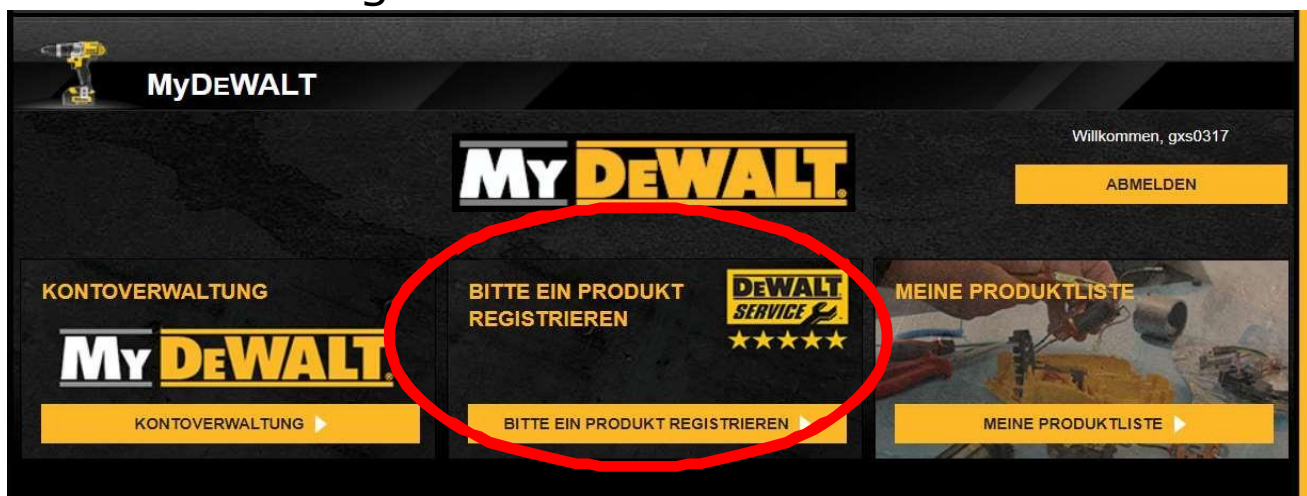 MyDEWALT
MY DEWALT.
Willkommen, gxs0317
ABMELDEN
KONTOVERWALTUNG
MY DEWALT.
KONTOVERWALTUNG
BITTE EIN PRODUKT
REGISTRIEREN
DEWALT
SERVICE
BITTE EIN PRODUKT REGISTRIEREN
MEINE PRODUKTLISTE
MEINE PRODUKTLISTE